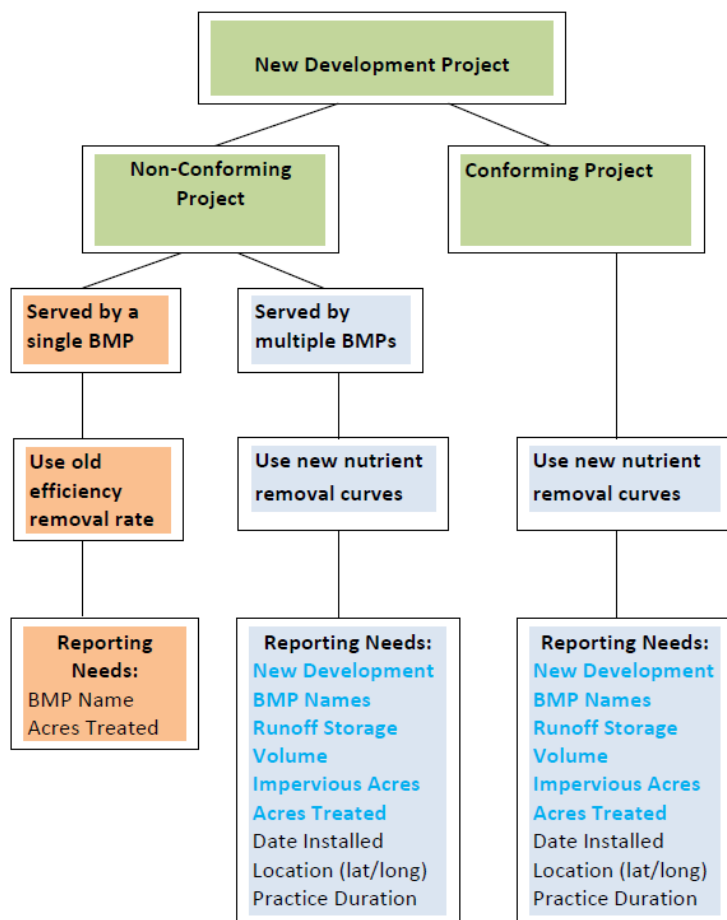 New Development Project
Non-Conforming
Project
Conforming Project
Served by a
single BMP
Served by
multiple BMPs
Use old
efficiency
removal rate
Use new nutrient
removal curves
Use new nutrient
removal curves
Reporting
Needs:
BMP Name
Acres Treated
Reporting Needs:
New Development
BMP Names
Runoff Storage
Volume
Impervious Acres
Acres Treated
Date Installed
Location (lat/long)
Practice Duration
Reporting Needs:
New Development
BMP Names
Runoff Storage
Volume
Impervious Acres
Acres Treated
Date Installed
Location (lat/long)
Practice Duration